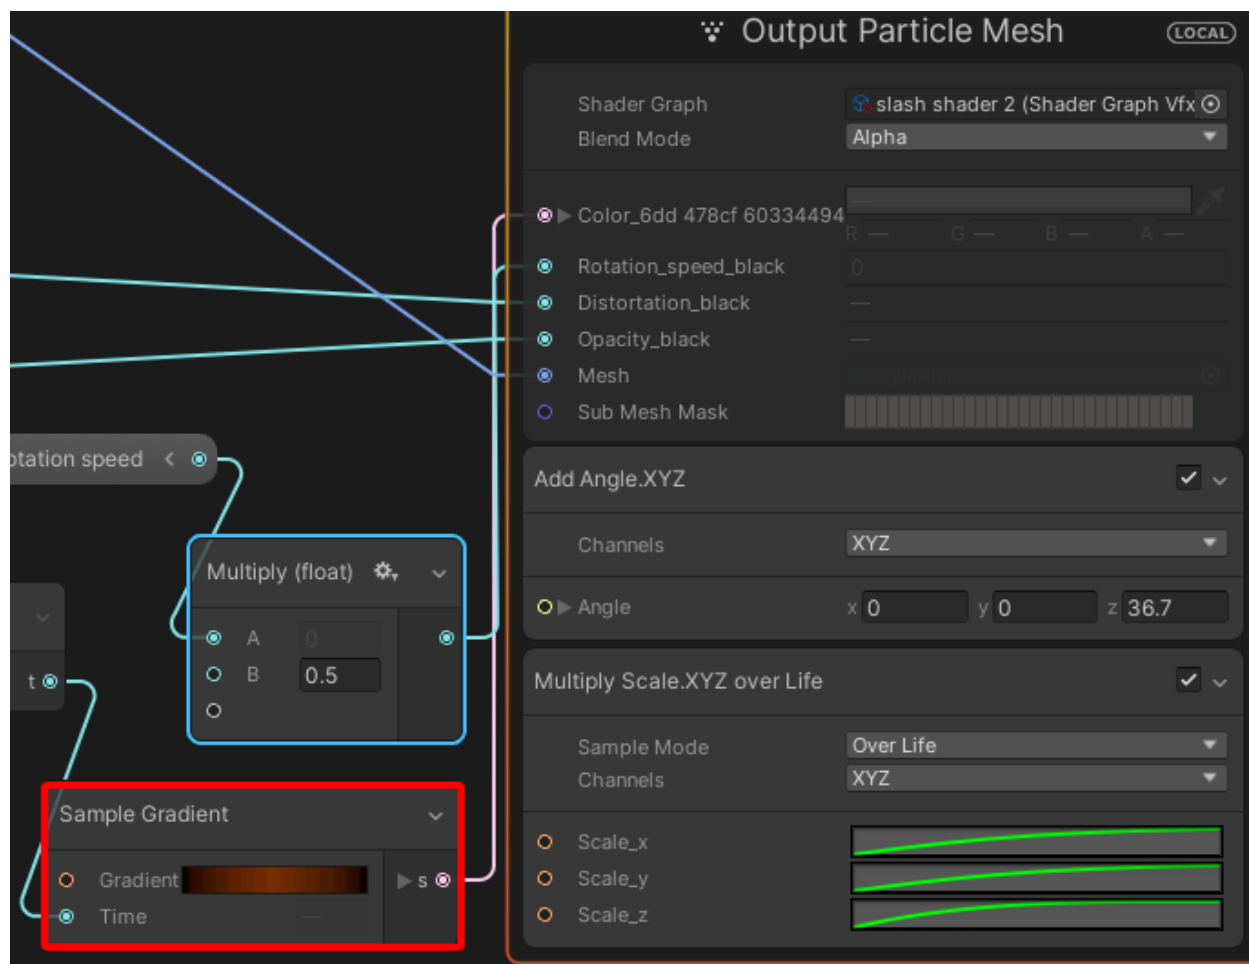 Output Particle Mesh
LOCAL
Shader Graph
slash shader 2 (Shader Graph Vfx
Blend Mode
Alpha
Color_6dd 478cf 60334494
R — G — B — A —
Rotation_speed_black
0
Distortation_black
—
Opacity_black
—
Mesh
Sub Mesh Mask
Add Angle.XYZ
Channels
XYZ
Angle
x 0 y 0 z 36.7
Multiply Scale.XYZ over Life
Sample Mode
Over Life
Channels
XYZ
Scale_x
Scale_y
Scale_z
otation speed
Multiply (float)
A 0
B 0.5
t
Sample Gradient
Gradient
s
Time
—